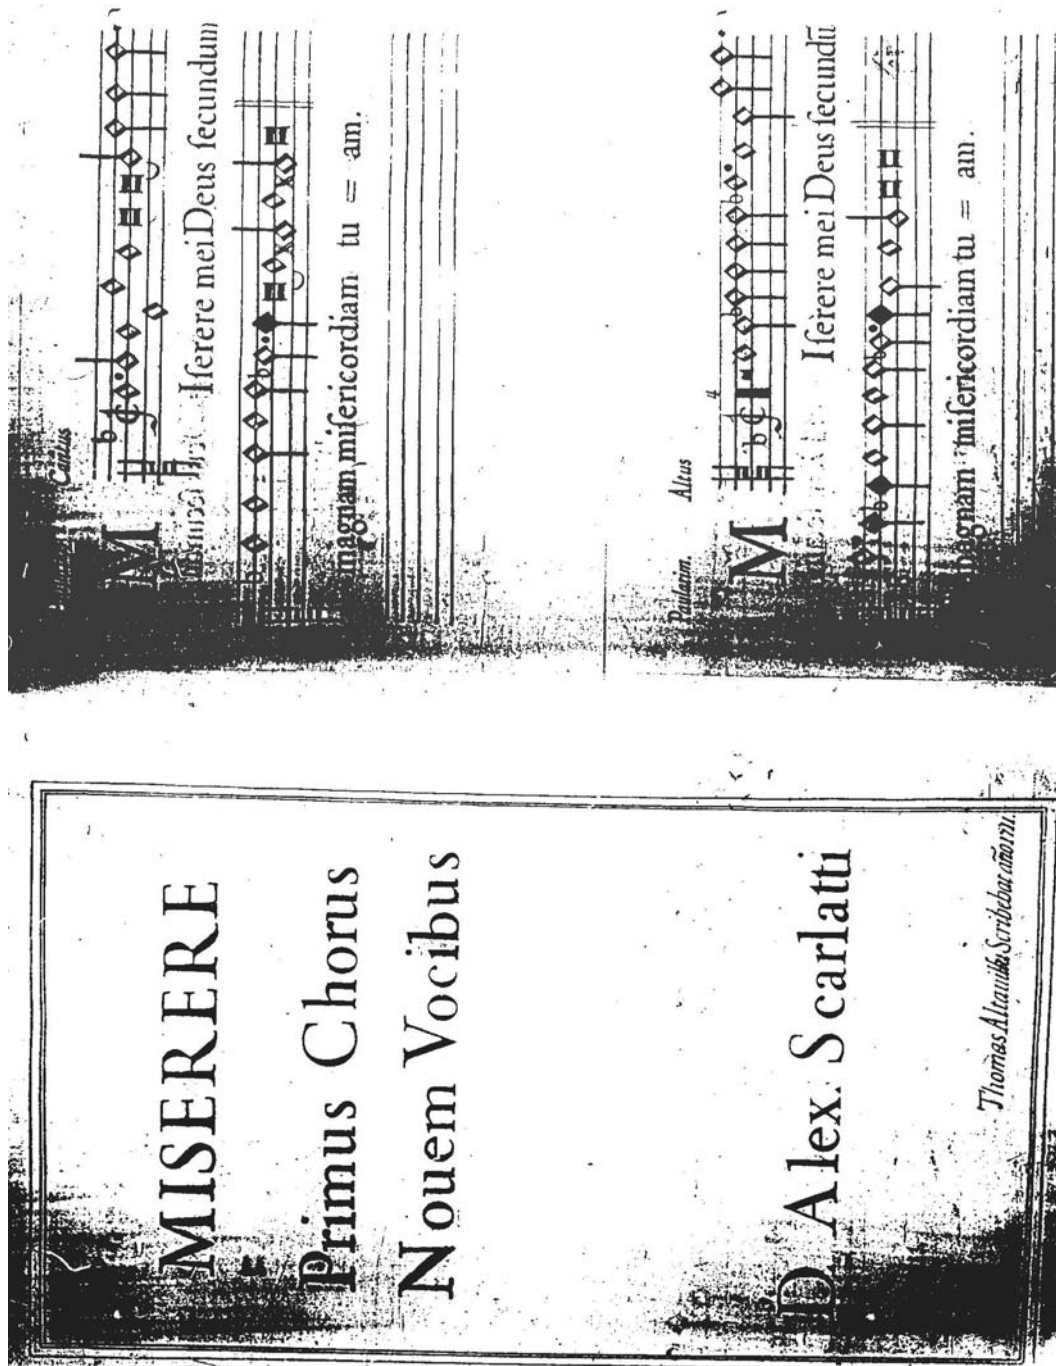 MISERERE
Primus Chorus
Nouem Vocibus
D Alex. Scarlatti
Thomas Altauilla Scribebat año 1721.
Cantus
M Iserere mei Deus secundum
magnam misericordiam tu = am.
Altus
M Iserere mei Deus secundū
magnam misericordiam tu = am.